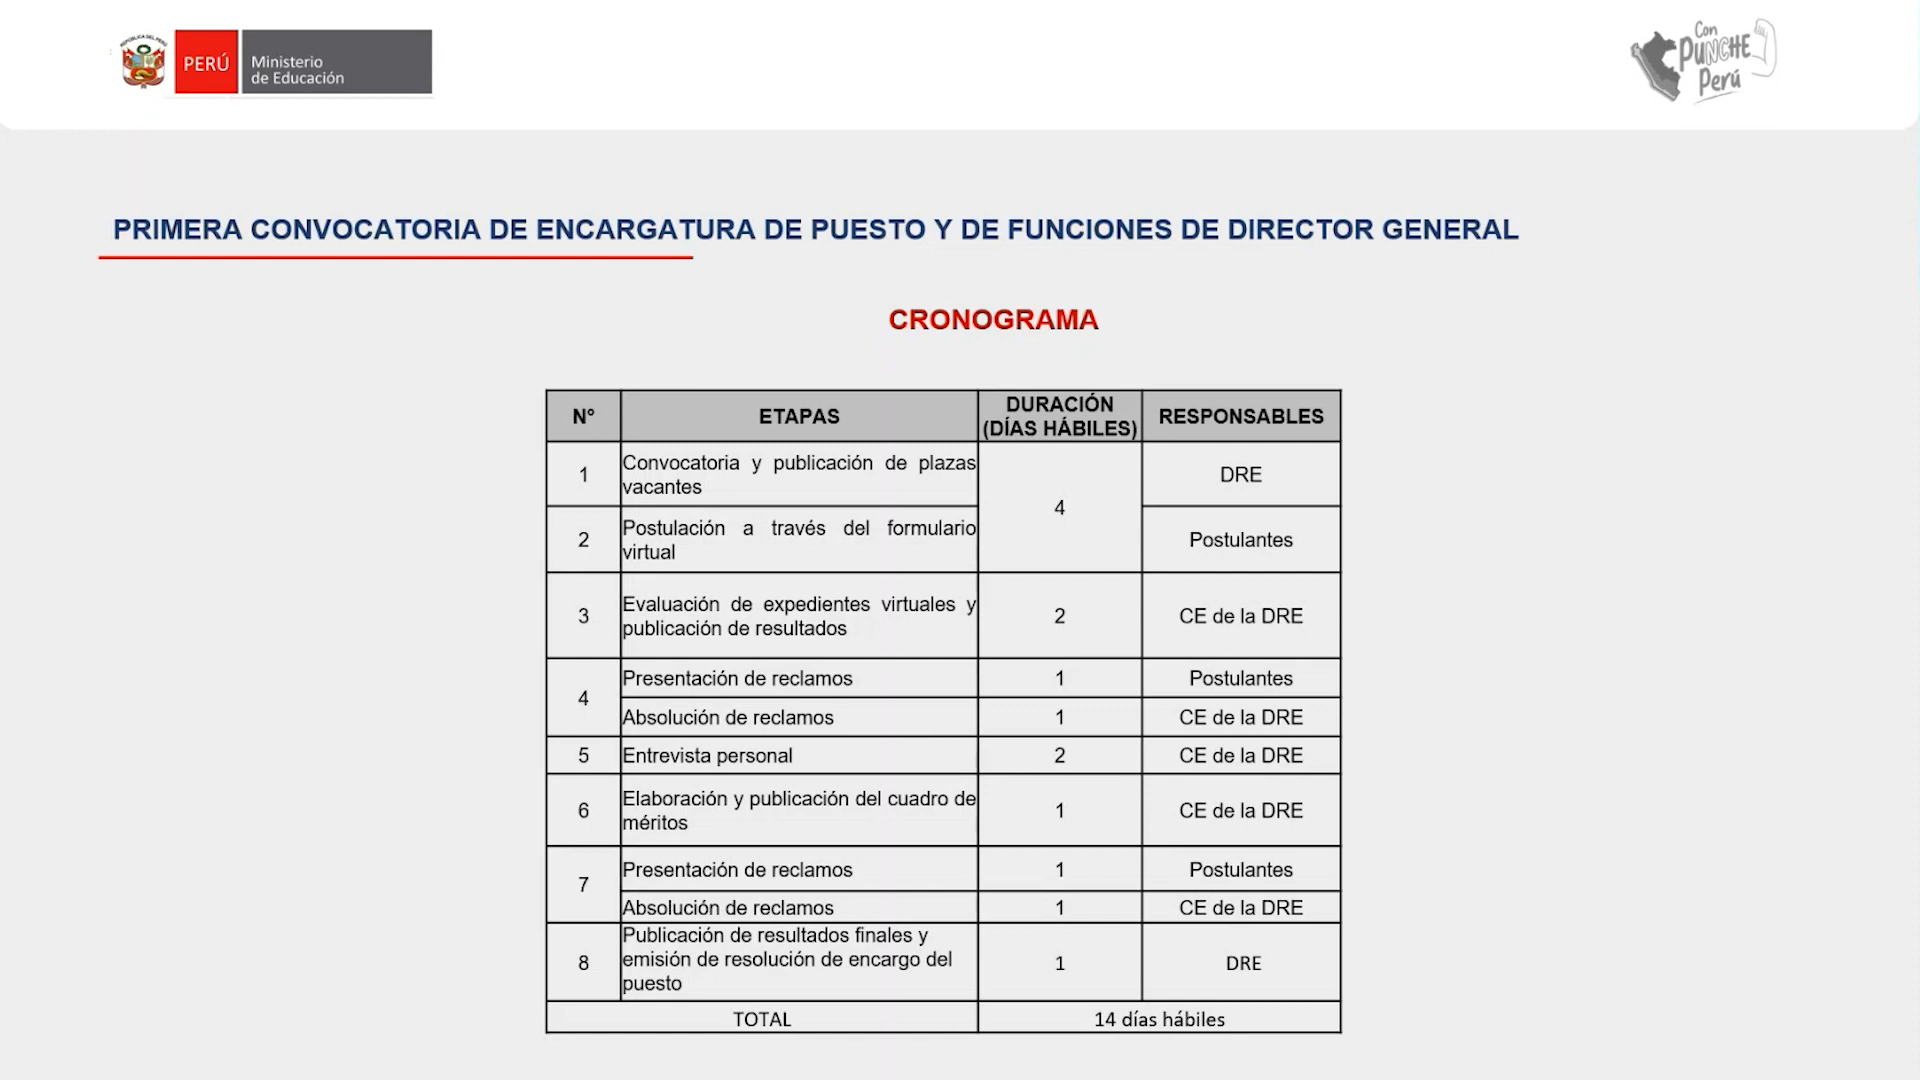 REPÚBLICA DEL PERÚ
PERÚ
Ministerio
de Educación
Con
PUNCHE
Perú
PRIMERA CONVOCATORIA DE ENCARGATURA DE PUESTO Y DE FUNCIONES DE DIRECTOR GENERAL
CRONOGRAMA
N° ETAPAS DURACIÓN (DÍAS HÁBILES) RESPONSABLES
1 Convocatoria y publicación de plazas vacantes 4 DRE
2 Postulación a través del formulario virtual Postulantes
3 Evaluación de expedientes virtuales y publicación de resultados 2 CE de la DRE
4 Presentación de reclamos 1 Postulantes
Absolución de reclamos 1 CE de la DRE
5 Entrevista personal 2 CE de la DRE
6 Elaboración y publicación del cuadro de méritos 1 CE de la DRE
7 Presentación de reclamos 1 Postulantes
Absolución de reclamos 1 CE de la DRE
8 Publicación de resultados finales y emisión de resolución de encargo del puesto 1 DRE
TOTAL 14 días hábiles